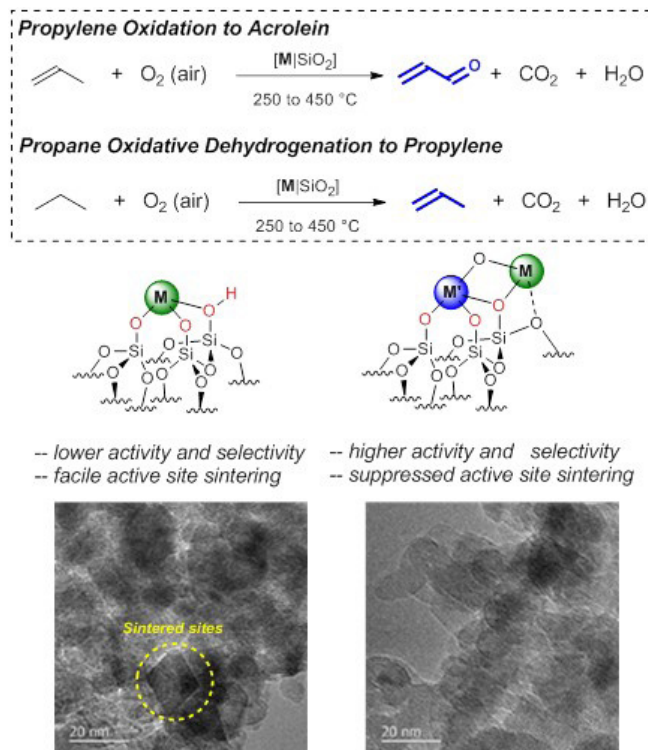 Propylene Oxidation to Acrolein
+ O2 (air) [M|SiO2] 250 to 450 °C O + CO2 + H2O
Propane Oxidative Dehydrogenation to Propylene
+ O2 (air) [M|SiO2] 250 to 450 °C + CO2 + H2O
M H O O O Si Si Si O O O O O O
O M M' O O O Si Si Si O O O O O O
-- lower activity and selectivity
-- facile active site sintering
-- higher activity and selectivity
-- suppressed active site sintering
Sintered sites
20 nm
20 nm